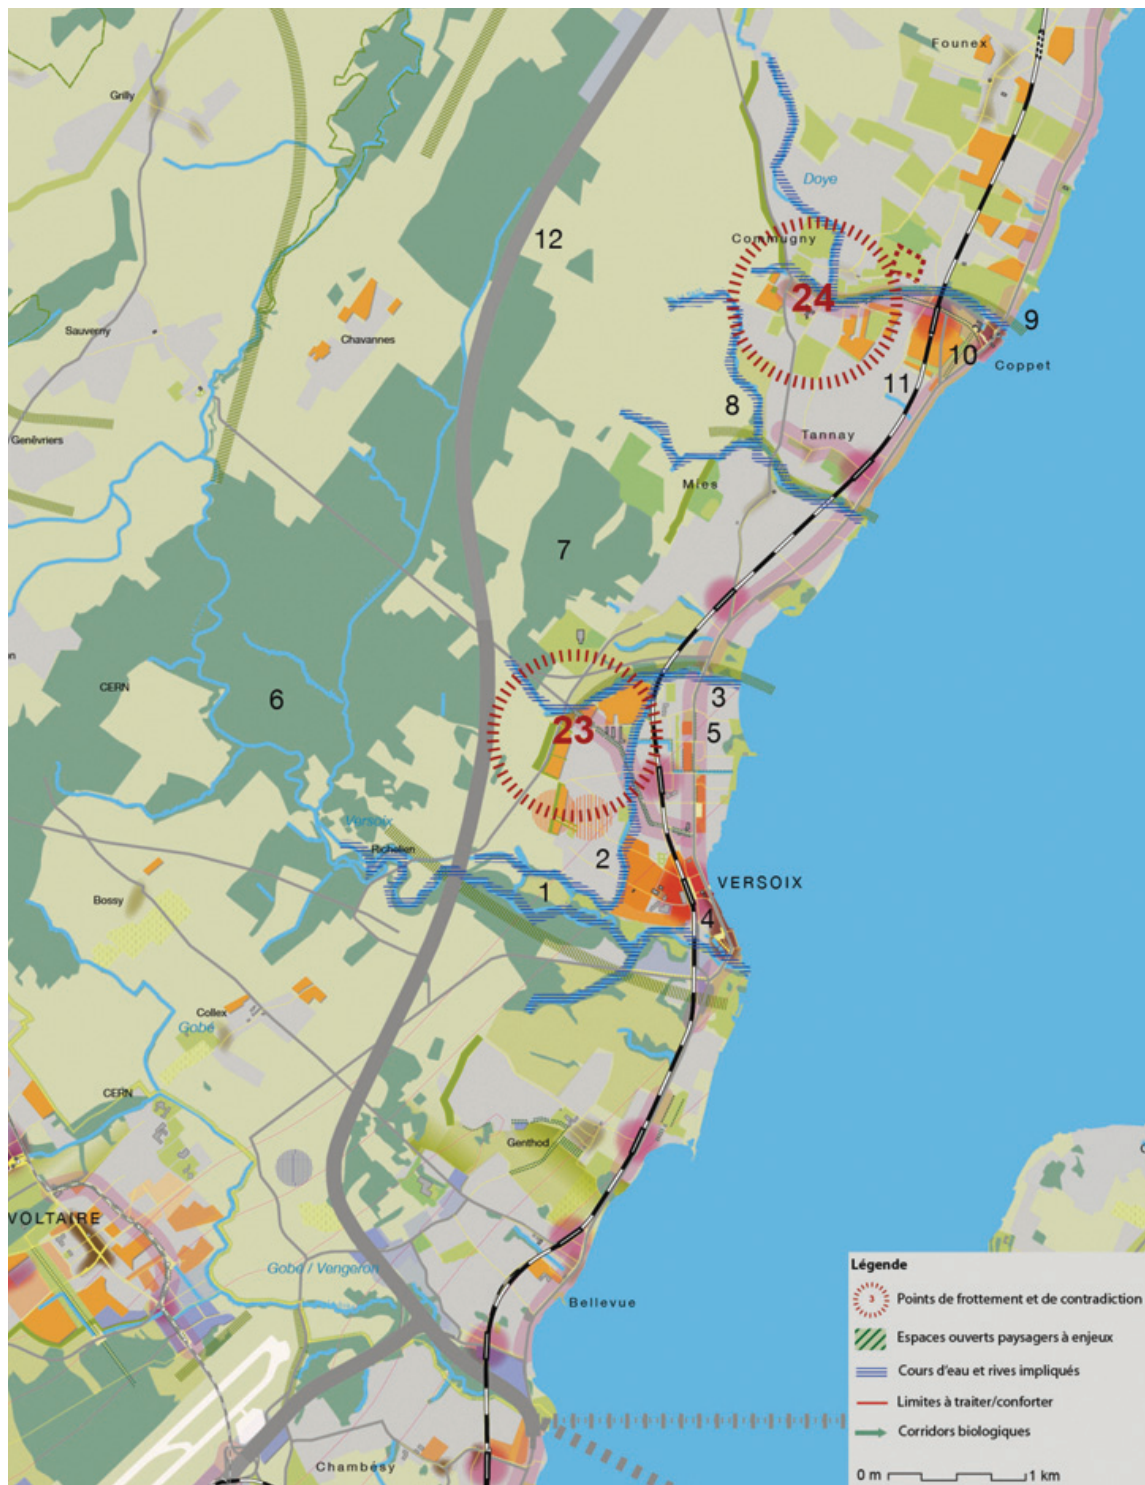 Founex
Grilly
Doye
12
Commugny
24
9
Sauverny
Chavannes
10
Coppet
11
8
Tannay
Genêvriers
Mies
7
n
CERN
6
3
23
5
Versoix
Richelien
2
VERSOIX
1
Bossy
4
Collex
Gobé
CERN
Genthod
VOLTAIRE
Gobé / Vengeron
Bellevue
Chambésy
Légende
3 Points de frottement et de contradiction
Espaces ouverts paysagers à enjeux
Cours d'eau et rives impliqués
Limites à traiter/conforter
Corridors biologiques
0 m 1 km